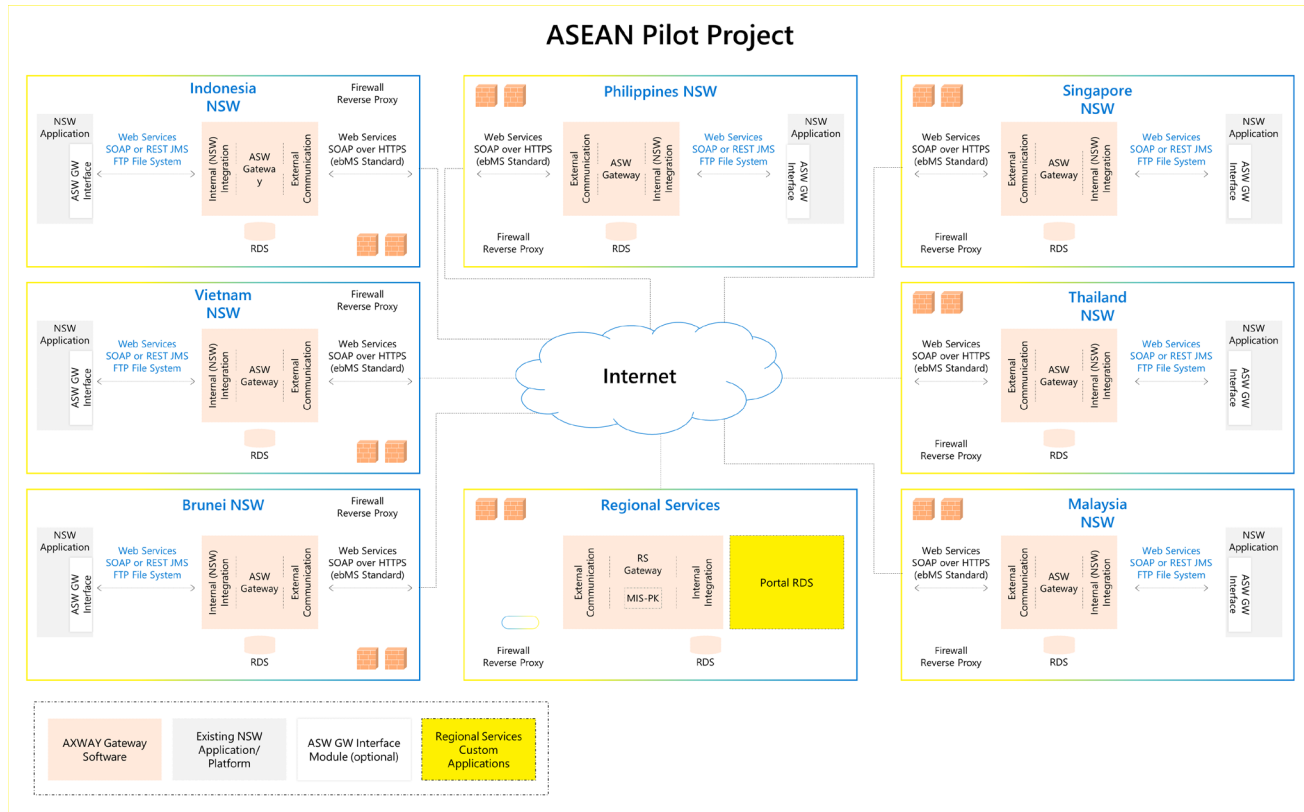 ASEAN Pilot Project
Indonesia
NSW
Firewall
Reverse Proxy
NSW
Application
ASW GW
Interface
Web Services
SOAP or REST JMS
FTP File System
Internal (NSW)
Integration
ASW
Gatewa
y
External
Communication
Web Services
SOAP over HTTPS
(ebMS Standard)
RDS
Philippines NSW
Web Services
SOAP over HTTPS
(ebMS Standard)
External
Communication
ASW
Gateway
Internal (NSW)
Integration
Web Services
SOAP or REST JMS
FTP File System
NSW
Application
ASW GW
Interface
Firewall
Reverse Proxy
RDS
Singapore
NSW
Web Services
SOAP over HTTPS
(ebMS Standard)
External
Communication
ASW
Gateway
Internal (NSW)
Integration
Web Services
SOAP or REST JMS
FTP File System
NSW
Application
ASW GW
Interface
Firewall
Reverse Proxy
RDS
Vietnam
NSW
Firewall
Reverse Proxy
NSW
Application
ASW GW
Interface
Web Services
SOAP or REST JMS
FTP File System
Internal (NSW)
Integration
ASW
Gateway
External
Communication
Web Services
SOAP over HTTPS
(ebMS Standard)
RDS
Internet
Thailand
NSW
Web Services
SOAP over HTTPS
(ebMS Standard)
External
Communication
ASW
Gateway
Internal (NSW)
Integration
Web Services
SOAP or REST JMS
FTP File System
NSW
Application
ASW GW
Interface
Firewall
Reverse Proxy
RDS
Brunei NSW
Firewall
Reverse Proxy
NSW
Application
ASW GW
Interface
Web Services
SOAP or REST JMS
FTP File System
Internal (NSW)
Integration
ASW
Gateway
External
Communication
Web Services
SOAP over HTTPS
(ebMS Standard)
RDS
Regional Services
External
Communication
RS
Gateway
MIS-PK
Internal
Integration
Portal RDS
Firewall
Reverse Proxy
RDS
Malaysia
NSW
Web Services
SOAP over HTTPS
(ebMS Standard)
External
Communication
ASW
Gateway
Internal (NSW)
Integration
Web Services
SOAP or REST JMS
FTP File System
NSW
Application
ASW GW
Interface
Firewall
Reverse Proxy
RDS
AXWAY Gateway
Software
Existing NSW
Application/
Platform
ASW GW Interface
Module (optional)
Regional Services
Custom
Applications